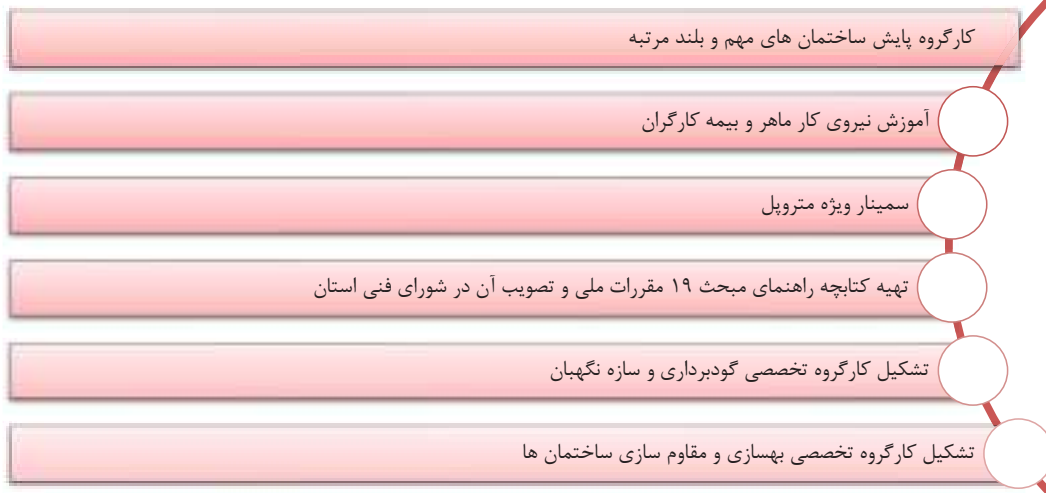 کارگروه پایش ساختمان های مهم و بلند مرتبه
آموزش نیروی کار ماهر و بیمه کارگران
سمینار ویژه متروپل
تهیه کتابچه راهنمای مبحث ۱۹ مقررات ملی و تصویب آن در شورای فنی استان
تشکیل کارگروه تخصصی گودبرداری و سازه نگهبان
تشکیل کارگروه تخصصی بهسازی و مقاوم سازی ساختمان ها